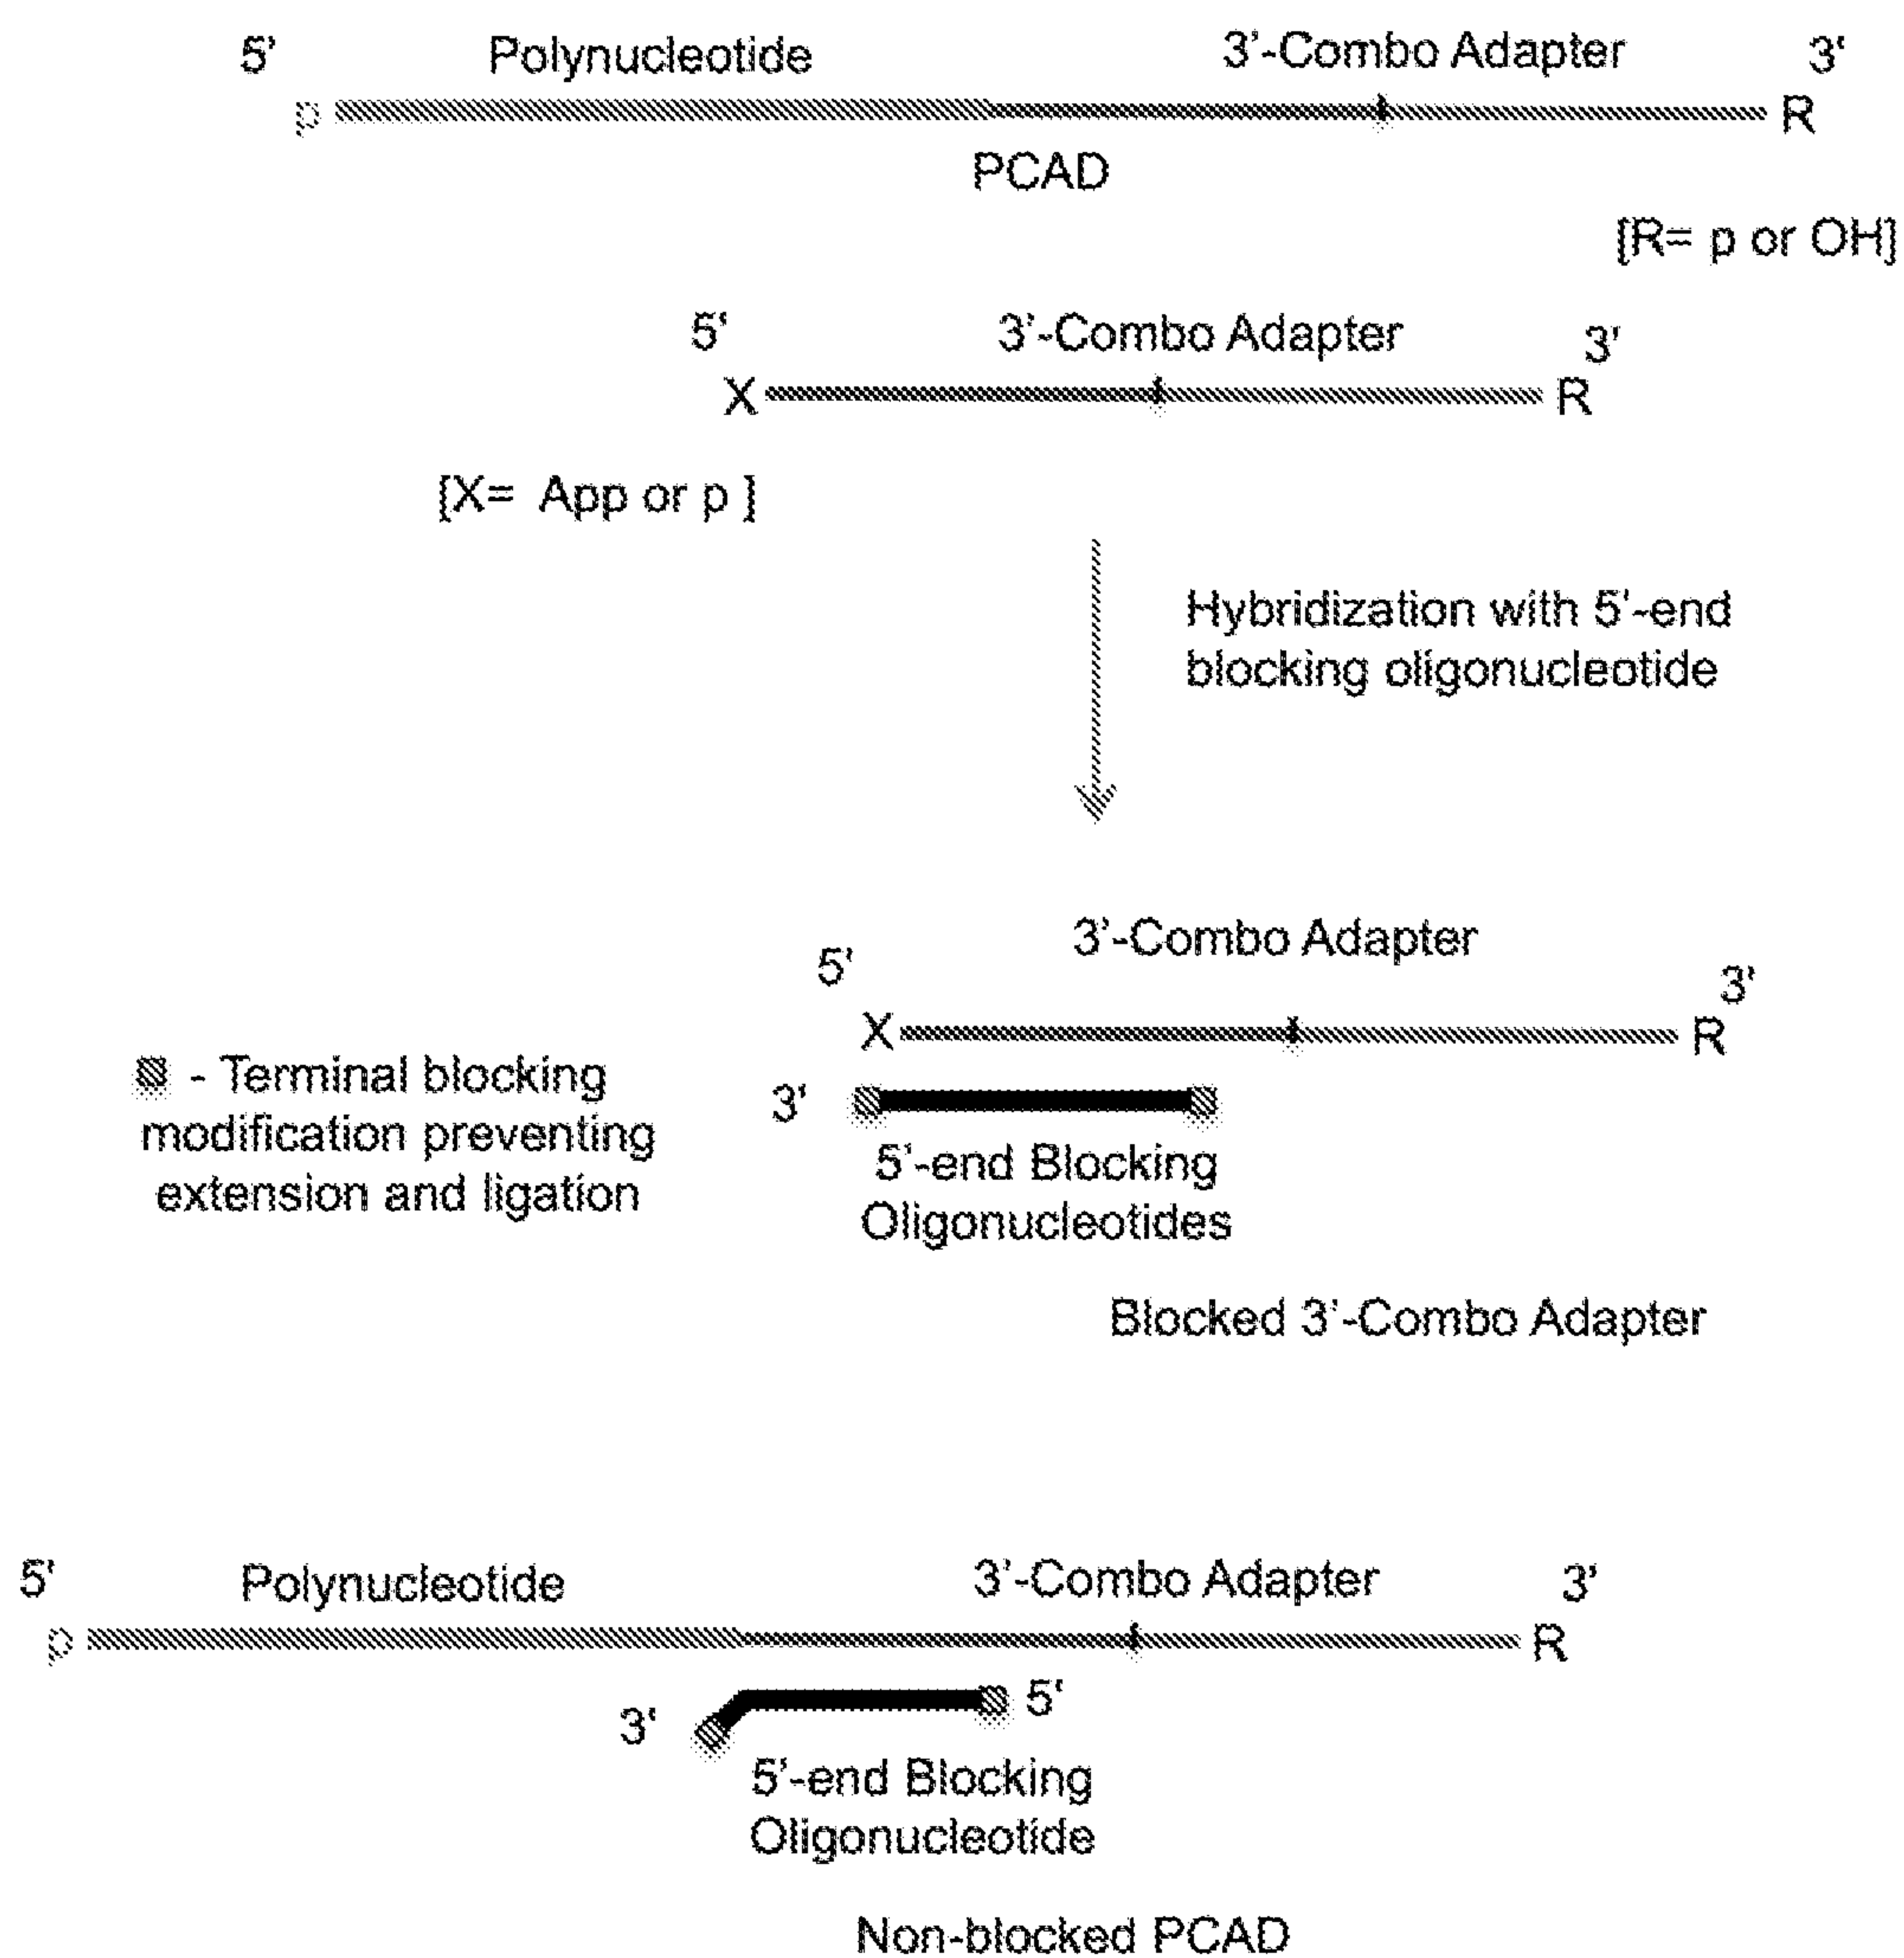 5' Polynucleotide 3'-Combo Adapter 3'
p R
PCAD
[R= p or OH]
5' 3'-Combo Adapter 3'
X R
[X= App or p ]
Hybridization with 5'-end
blocking oligonucleotide
3'-Combo Adapter
5' 3'
X R
- Terminal blocking
modification preventing
extension and ligation
3'
5'-end Blocking
Oligonucleotides
Blocked 3'-Combo Adapter
5' Polynucleotide 3'-Combo Adapter 3'
p R
3' 5'
5'-end Blocking
Oligonucleotide
Non-blocked PCAD